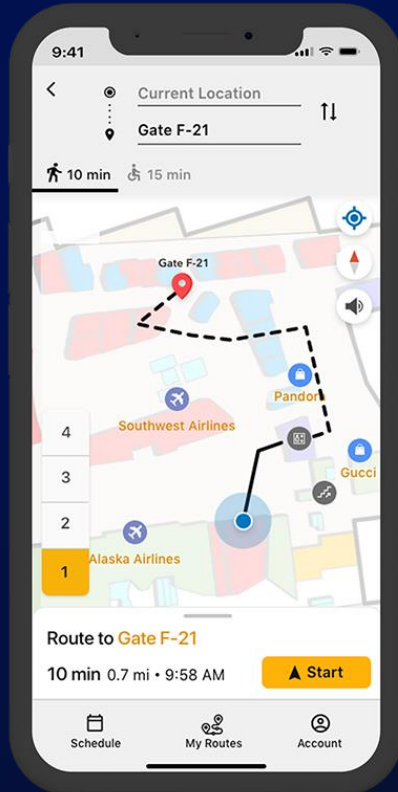 9:41
Current Location
Gate F-21
10 min 15 min
Gate F-21
Pandora
Southwest Airlines
Gucci
4
3
2
1
Alaska Airlines
Route to Gate F-21
10 min 0.7 mi • 9:58 AM
Start
Schedule
My Routes
Account